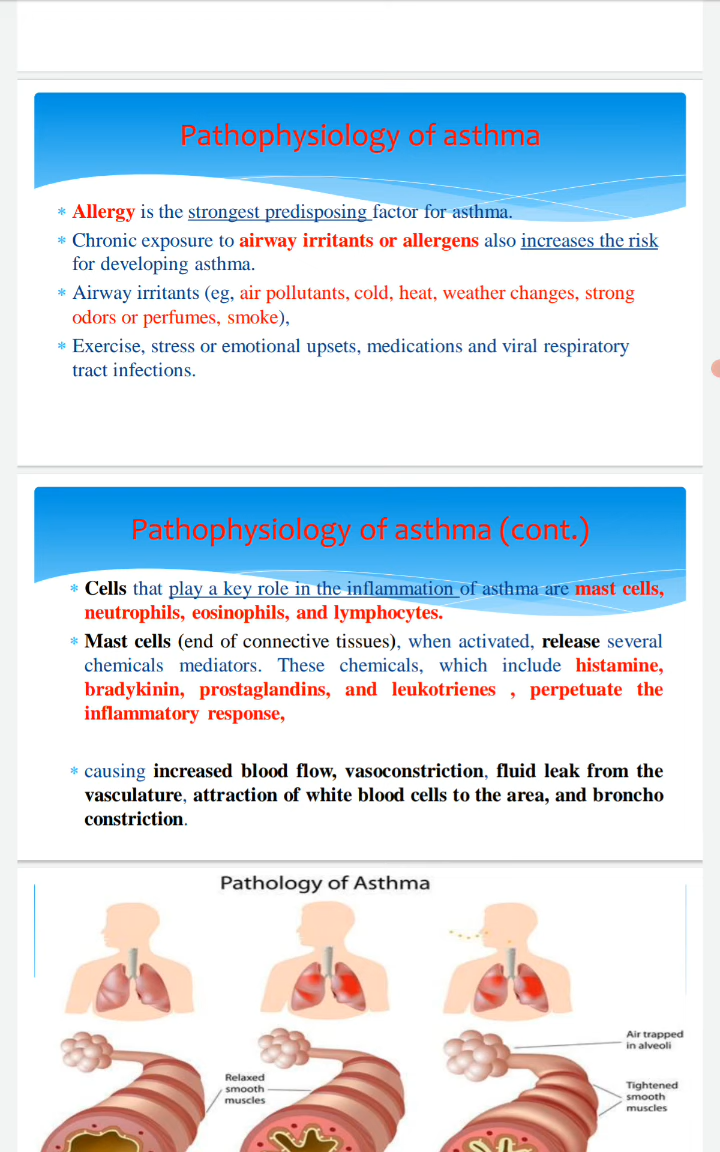 Pathophysiology of asthma
* Allergy is the strongest predisposing factor for asthma.
* Chronic exposure to airway irritants or allergens also increases the risk
for developing asthma.
* Airway irritants (eg, air pollutants, cold, heat, weather changes, strong
odors or perfumes, smoke),
* Exercise, stress or emotional upsets, medications and viral respiratory
tract infections.
Pathophysiology of asthma (cont.)
* Cells that play a key role in the inflammation of asthma are mast cells,
neutrophils, eosinophils, and lymphocytes.
* Mast cells (end of connective tissues), when activated, release several
chemicals mediators. These chemicals, which include histamine,
bradykinin, prostaglandins, and leukotrienes , perpetuate the
inflammatory response,
* causing increased blood flow, vasoconstriction, fluid leak from the
vasculature, attraction of white blood cells to the area, and broncho
constriction.
Pathology of Asthma
Relaxed
smooth
muscles
Air trapped
in alveoli
Tightened
smooth
muscles